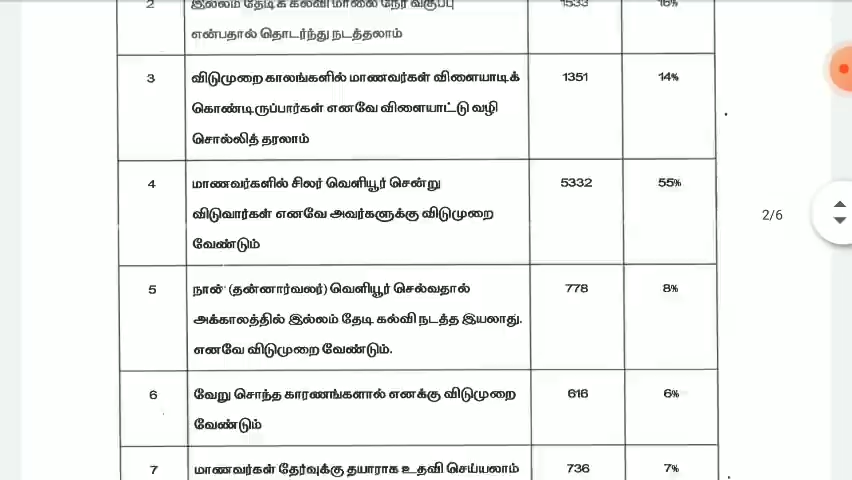 2 இல்லம் தேடிக் கல்வி மாலை நேர வகுப்பு 1533 16%
என்பதால் தொடர்ந்து நடத்தலாம்
3 விடுமுறை காலங்களில் மாணவர்கள் விளையாடிக் 1351 14%
கொண்டிருப்பார்கள் எனவே விளையாட்டு வழி
சொல்லித் தரலாம்
4 மாணவர்களில் சிலர் வெளியூர் சென்று 5332 55%
விடுவார்கள் எனவே அவர்களுக்கு விடுமுறை
வேண்டும்
2/6
5 நான் (தன்னார்வலர்) வெளியூர் செல்வதால் 778 8%
அக்காலத்தில் இல்லம் தேடி கல்வி நடத்த இயலாது.
எனவே விடுமுறை வேண்டும்.
6 வேறு சொந்த காரணங்களால் எனக்கு விடுமுறை 616 6%
வேண்டும்
7 மாணவர்கள் தேர்வுக்கு தயாராக உதவி செய்யலாம் 736 7%